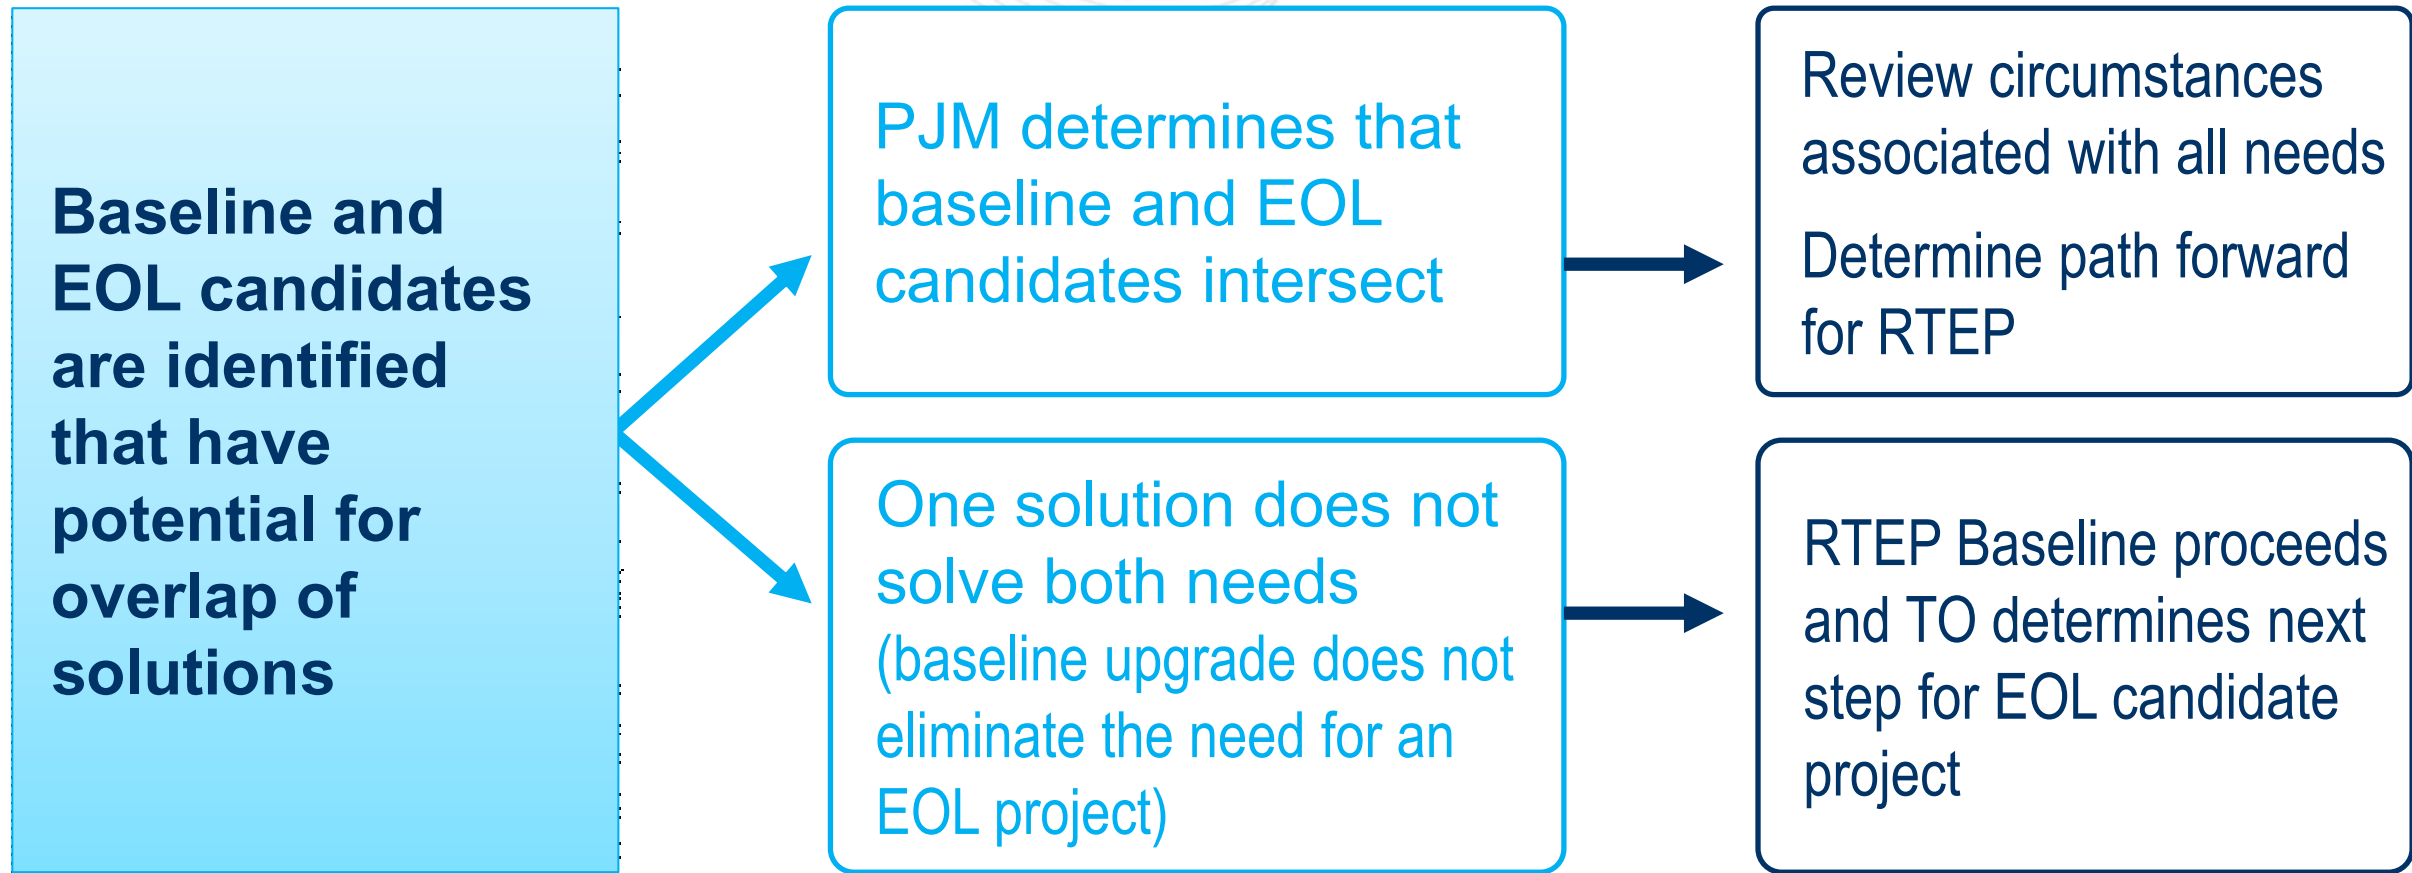 Baseline and
EOL candidates
are identified
that have
potential for
overlap of
solutions
PJM determines that
baseline and EOL
candidates intersect
Review circumstances
associated with all needs
Determine path forward
for RTEP
One solution does not
solve both needs
(baseline upgrade does not
eliminate the need for an
EOL project)
RTEP Baseline proceeds
and TO determines next
step for EOL candidate
project